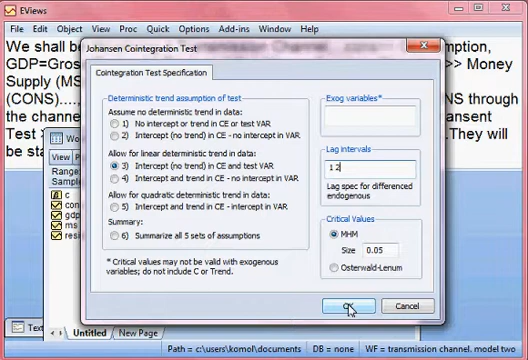 EViews
File Edit Object View Proc Quick Options Add-ins Window Help
We shall be
mption,
GDP=Gros
>> Money
Supply (MS
(CONS)....,
NS through
the channe
ansent
Test >
.They will
be sta
Johansen Cointegration Test
Cointegration Test Specification
Deterministic trend assumption of test
Assume no deterministic trend in data:
1) No intercept or trend in CE or test VAR
2) Intercept (no trend) in CE - no intercept in VAR
Allow for linear deterministic trend in data:
3) Intercept (no trend) in CE and test VAR
4) Intercept and trend in CE - no intercept in VAR
Allow for quadratic deterministic trend in data:
5) Intercept and trend in CE - intercept in VAR
Summary:
6) Summarize all 5 sets of assumptions
* Critical values may not be valid with exogenous
variables; do not include C or Trend.
Exog variables*
Lag intervals
1 2
Lag spec for differenced
endogenous
Critical Values
MHM
Size 0.05
Osterwald-Lenum
OK Cancel
Wo
View Pro
Range:
Sample
c
con
gdp
ms
resi
Text
Untitled New Page
Path = c:\users\komol\documents DB = none WF = transmission channel. model two